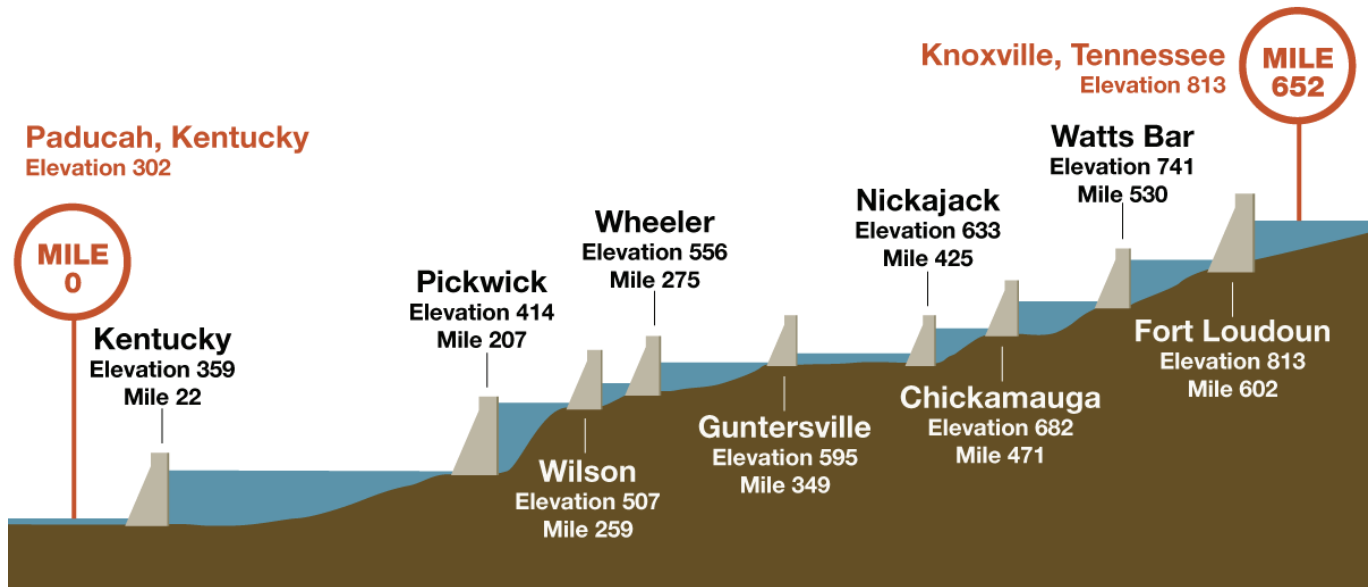 Paducah, Kentucky
Elevation 302
MILE
0
Kentucky
Elevation 359
Mile 22
Pickwick
Elevation 414
Mile 207
Wilson
Elevation 507
Mile 259
Wheeler
Elevation 556
Mile 275
Guntersville
Elevation 595
Mile 349
Nickajack
Elevation 633
Mile 425
Chickamauga
Elevation 682
Mile 471
Watts Bar
Elevation 741
Mile 530
Fort Loudoun
Elevation 813
Mile 602
Knoxville, Tennessee
Elevation 813
MILE
652